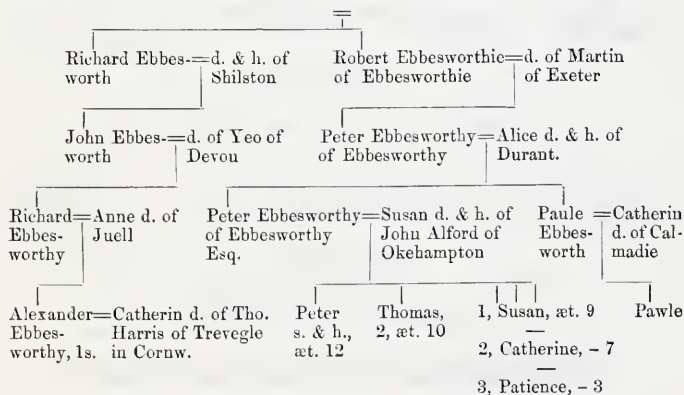 Richard Ebbes-=d. & h. of
worth Shilston
Robert Ebbesworthie=d. of Martin
of Ebbesworthie of Exeter
John Ebbes-=d. of Yeo of
worth Devou
Peter Ebbesworthy=Alice d. & h. of
of Ebbesworthy Durant.
Richard=Anne d. of
Ebbes- Juell
worthy
Peter Ebbesworthy=Susan d. & h. of
of Ebbesworthy John Alford of
Esq. Okehampton
Paule =Catherin
Ebbes- d. of Cal-
worth madie
Alexander=Catherin d. of Tho.
Ebbes- Harris of Trevegle
worthy, 1s. in Cornw.
Peter
s. & h.,
æt. 12
Thomas,
2, æt. 10
1, Susan, æt. 9
2, Catherine, – 7
3, Patience, – 3
Pawle